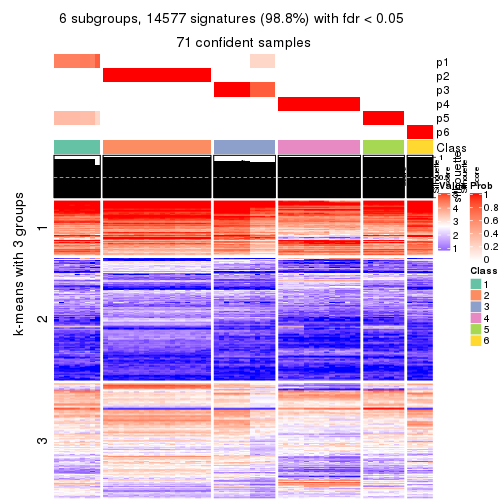 6 subgroups, 14577 signatures (98.8%) with fdr < 0.05
71 confident samples
p1
p2
p3
p4
p5
p6
Class
1
Silhouette
score
Value
4
3
2
1
Prob
1
0.8
0.6
0.4
0.2
0
Class
1
2
3
4
5
6
k-means with 3 groups
1
2
3